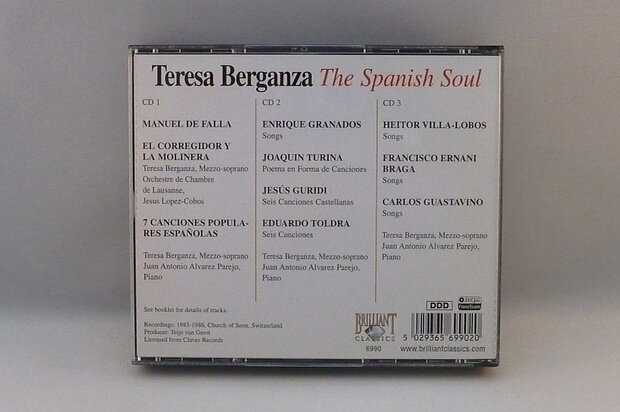 Teresa Berganza The Spanish Soul
CD 1
MANUEL DE FALLA
EL CORREGIDOR Y
LA MOLINERA
Teresa Berganza, Mezzo-soprano
Orchestre de Chambre
de Lausanne,
Jesus Lopez-Cobos
7 CANCIONES POPULA-
RES ESPAÑOLAS
Teresa Berganza, Mezzo-soprano
Juan Antonio Alvarez Parejo,
Piano
CD 2
ENRIQUE GRANADOS
Songs
JOAQUIN TURINA
Poema en Forma de Canciones
JESÚS GURIDI
Seis Canciones Castellanas
EDUARDO TOLDRA
Seis Canciones
Teresa Berganza, Mezzo-soprano
Juan Antonio Alvarez Parejo,
Piano
CD 3
HEITOR VILLA-LOBOS
Songs
FRANCISCO ERNANI
BRAGA
Songs
CARLOS GUASTAVINO
Songs
Teresa Berganza, Mezzo-soprano
Juan Antonio Alvarez Parejo,
Piano
See booklet for details of tracks.
Recordings: 1983-1986, Church of Seon, Switzerland
Producer: Teije van Geest
Licensed from Claves Records
BRILLIANT
CLASSICS
6990
DDD
5 029365 699020
www.brilliantclassics.com